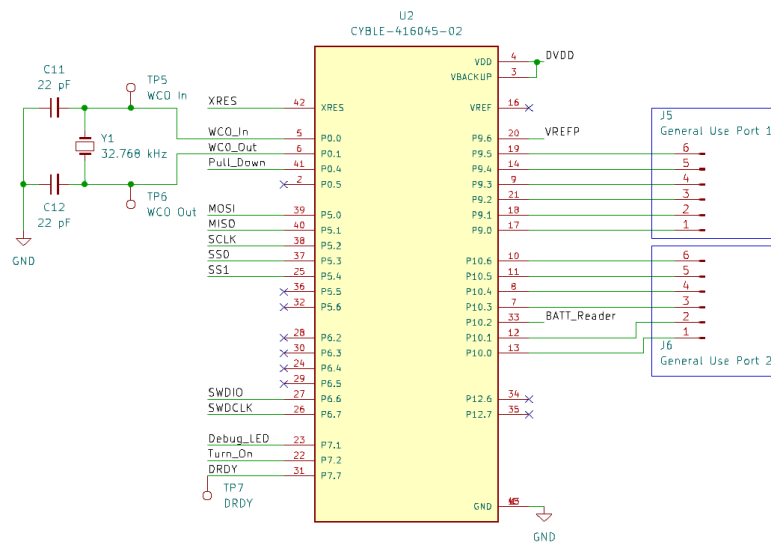 U2
CYBLE-416045-02
C11
22 pF
TP5
WCO In
Y1
32.768 kHz
C12
22 pF
TP6
WCO Out
GND
XRES 42 XRES
WCO_In 5 P0.0
WCO_Out 6 P0.1
Pull_Down 41 P0.4
2 P0.5
MOSI 39 P5.0
MISO 40 P5.1
SCLK 38 P5.2
SS0 37 P5.3
SS1 25 P5.4
36 P5.5
32 P5.6
28 P6.2
30 P6.3
24 P6.4
29 P6.5
SWDIO 27 P6.6
SWDCLK 26 P6.7
Debug_LED 23 P7.1
Turn_On 22 P7.2
DRDY 31 P7.7
TP7
DRDY
VDD 4 DVDD
VBACKUP 3
VREF 16
P9.6 20 VREFP
P9.5 19
P9.4 14
P9.3 9
P9.2 21
P9.1 18
P9.0 17
P10.6 10
P10.5 11
P10.4 8
P10.3 7
P10.2 33 BATT_Reader
P10.1 12
P10.0 13
P12.6 34
P12.7 35
GND
GND
J5
General Use Port 1
6
5
4
3
2
1
6
5
4
3
2
1
J6
General Use Port 2